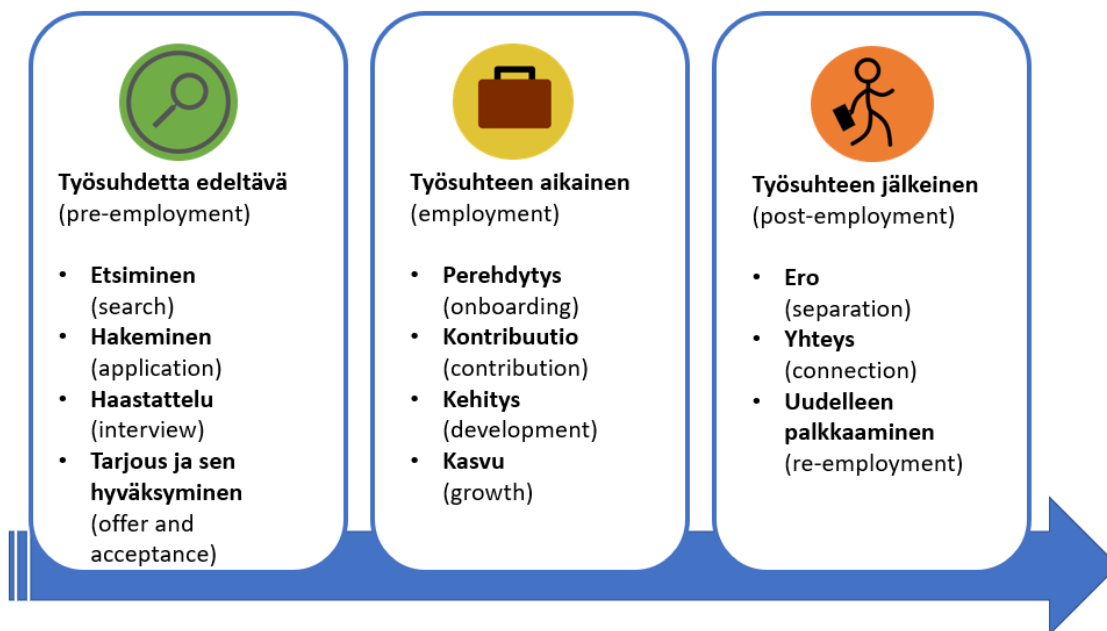 Työsuhdetta edeltävä
(pre-employment)
• Etsiminen
(search)
• Hakeminen
(application)
• Haastattelu
(interview)
• Tarjous ja sen
hyväksyminen
(offer and
acceptance)
Työsuhteen aikainen
(employment)
• Perehdytys
(onboarding)
• Kontribuutio
(contribution)
• Kehitys
(development)
• Kasvu
(growth)
Työsuhteen jälkeinen
(post-employment)
• Ero
(separation)
• Yhteys
(connection)
• Uudelleen
palkkaaminen
(re-employment)